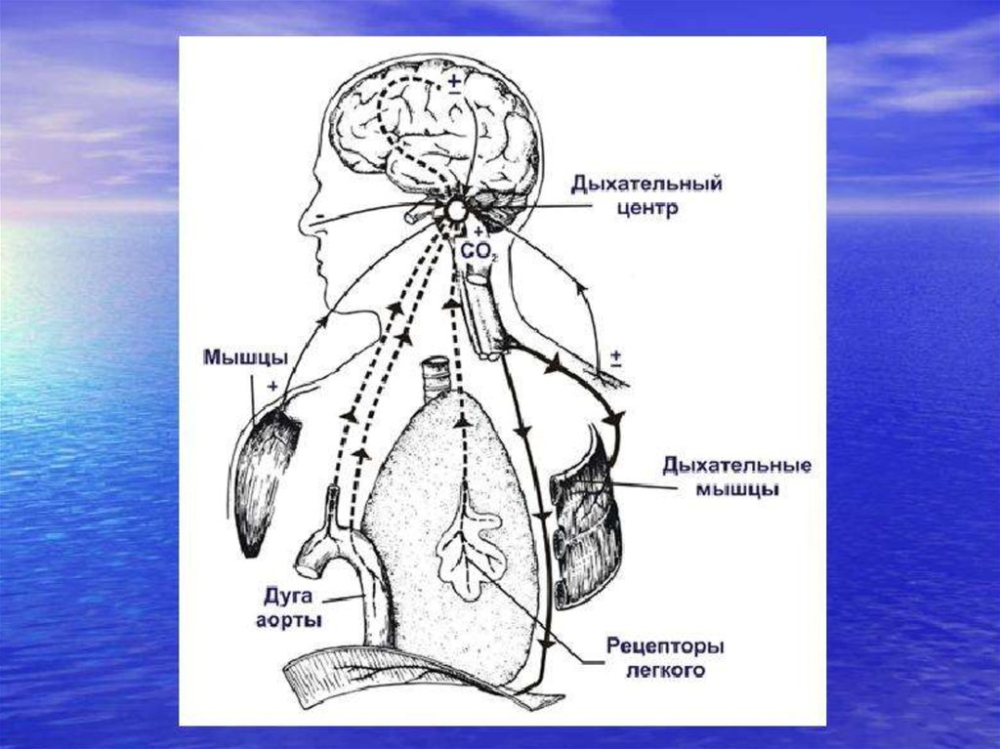 ±
Дыхательный
центр
+
CO₂
Мышцы
+
±
Дыхательные
мышцы
Дуга
аорты
Рецепторы
легкого